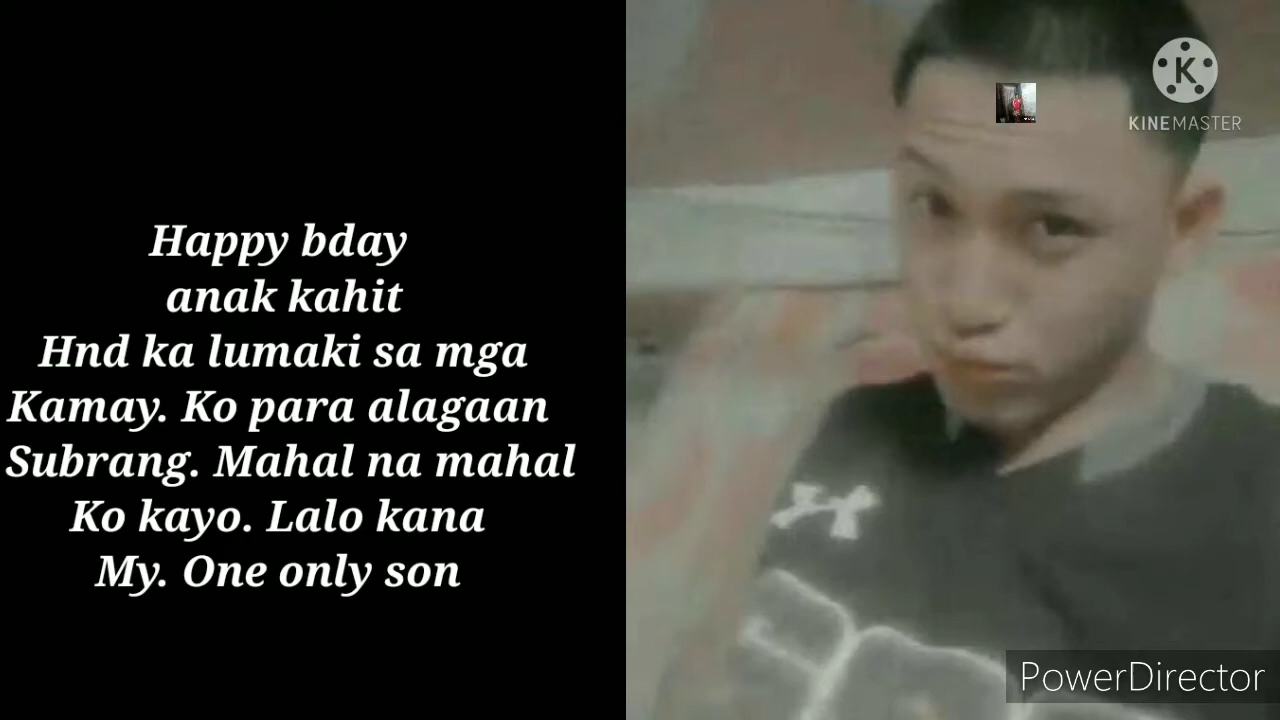 Happy bday
anak kahit
Hnd ka lumaki sa mga
Kamay. Ko para alagaan
Subrang. Mahal na mahal
Ko kayo. Lalo kana
My. One only son
K
KINEMASTER
PowerDirector